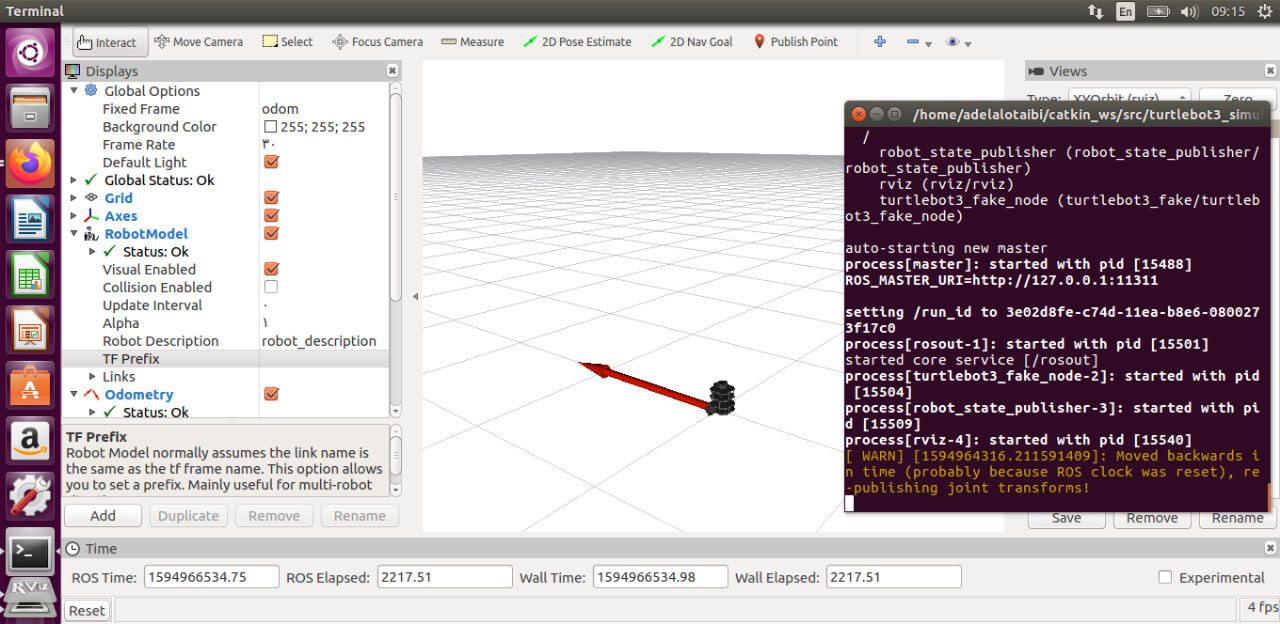 Terminal
En
09:15
Interact
Move Camera
Select
Focus Camera
Measure
2D Pose Estimate
2D Nav Goal
Publish Point
Displays
Global Options
Fixed Frame odom
Background Color 255; 255; 255
Frame Rate ٣٠
Default Light
Global Status: Ok
Grid
Axes
RobotModel
Status: Ok
Visual Enabled
Collision Enabled
Update Interval ٠
Alpha ١
Robot Description robot_description
TF Prefix
Links
Odometry
Status: Ok
TF Prefix
Robot Model normally assumes the link name is
the same as the tf frame name. This option allows
you to set a prefix. Mainly useful for multi-robot
Add
Duplicate
Remove
Rename
Views
Type: XYOrbit (rviz) Zero
/home/adelalotaibi/catkin_ws/src/turtlebot3_simu
/
robot_state_publisher (robot_state_publisher/
robot_state_publisher)
rviz (rviz/rviz)
turtlebot3_fake_node (turtlebot3_fake/turtleb
ot3_fake_node)
auto-starting new master
process[master]: started with pid [15488]
ROS_MASTER_URI=http://127.0.0.1:11311
setting /run_id to 3e02d8fe-c74d-11ea-b8e6-080027
3f17c0
process[rosout-1]: started with pid [15501]
started core service [/rosout]
process[turtlebot3_fake_node-2]: started with pid
[15504]
process[robot_state_publisher-3]: started with pi
d [15509]
process[rviz-4]: started with pid [15540]
[ WARN] [1594964316.211591409]: Moved backwards i
n time (probably because ROS clock was reset), re
-publishing joint transforms!
Save
Remove
Rename
Time
ROS Time: 1594966534.75 ROS Elapsed: 2217.51 Wall Time: 1594966534.98 Wall Elapsed: 2217.51 Experimental
Reset
4 fps
RViz